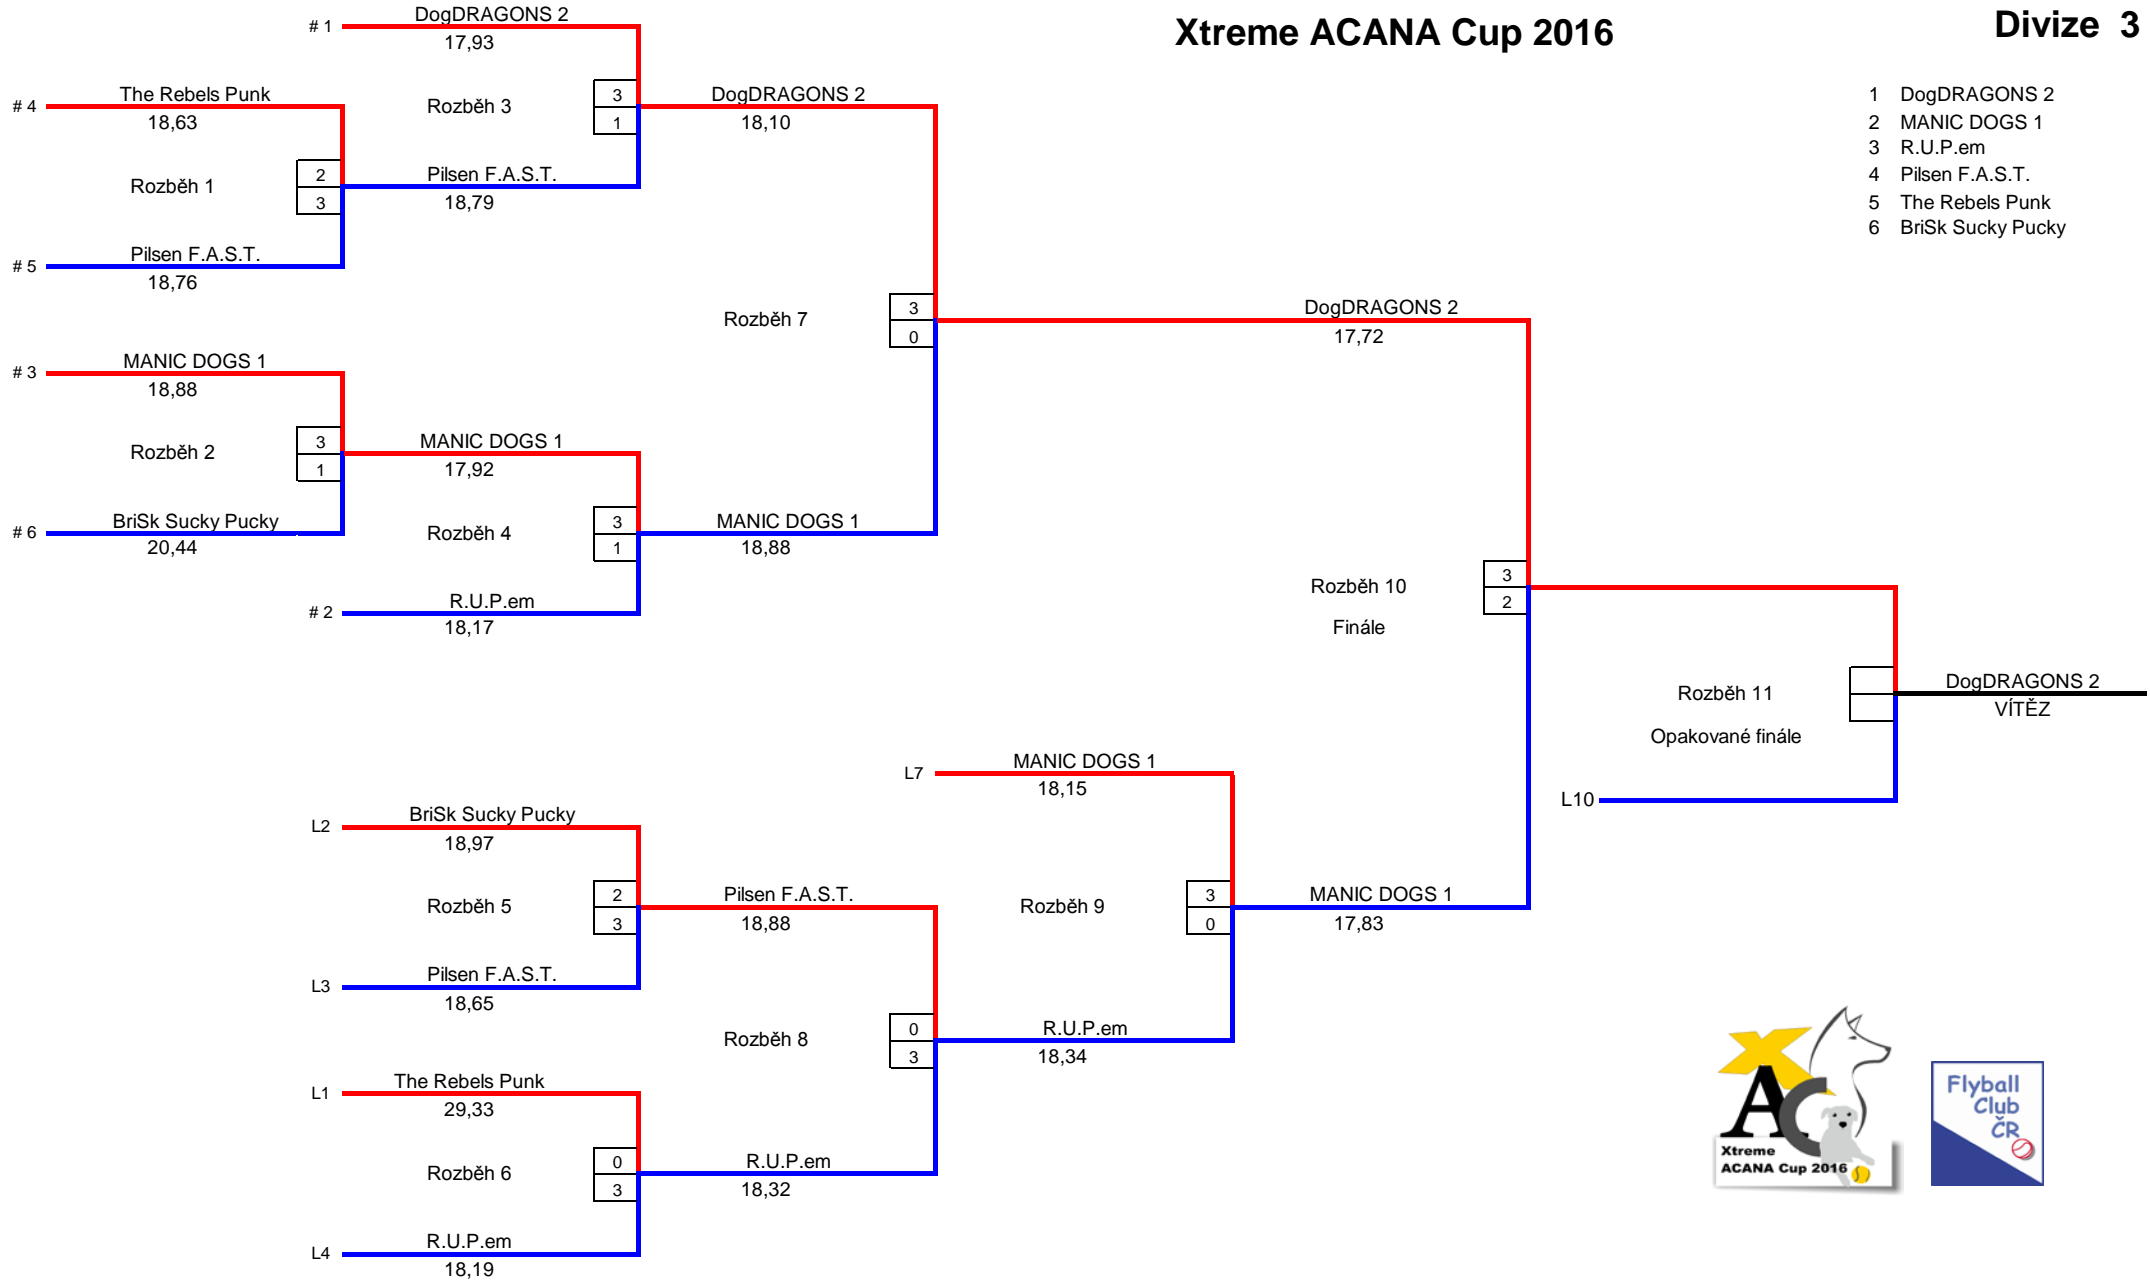 Xtreme ACANA Cup 2016
Divize 3
1 DogDRAGONS 2
2 MANIC DOGS 1
3 R.U.P.em
4 Pilsen F.A.S.T.
5 The Rebels Punk
6 BriSk Sucky Pucky
# 1 DogDRAGONS 2
17,93
# 4 The Rebels Punk
18,63
Rozběh 3
3
1
DogDRAGONS 2
18,10
Rozběh 1
2
3
Pilsen F.A.S.T.
18,79
# 5 Pilsen F.A.S.T.
18,76
Rozběh 7
3
0
DogDRAGONS 2
17,72
# 3 MANIC DOGS 1
18,88
Rozběh 2
3
1
MANIC DOGS 1
17,92
# 6 BriSk Sucky Pucky
20,44
Rozběh 4
3
1
MANIC DOGS 1
18,88
# 2 R.U.P.em
18,17
Rozběh 10
Finále
3
2
Rozběh 11
Opakované finále
DogDRAGONS 2
VÍTĚZ
L10
L7 MANIC DOGS 1
18,15
L2 BriSk Sucky Pucky
18,97
Rozběh 5
2
3
Pilsen F.A.S.T.
18,88
Rozběh 9
3
0
MANIC DOGS 1
17,83
L3 Pilsen F.A.S.T.
18,65
Rozběh 8
0
3
R.U.P.em
18,34
L1 The Rebels Punk
29,33
Rozběh 6
0
3
R.U.P.em
18,32
L4 R.U.P.em
18,19
X
AC
Xtreme
ACANA Cup 2016
Flyball
Club
ČR